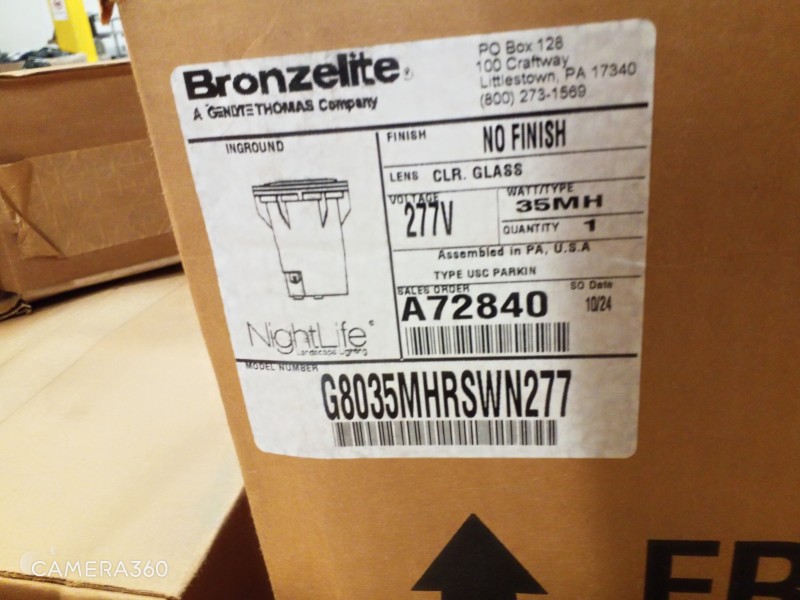 Bronzelite®
A GENLYTE THOMAS Company
PO Box 128
100 Craftway
Littlestown, PA 17340
(800) 273-1569
INGROUND
FINISH NO FINISH
LENS CLR. GLASS
VOLTAGE 277V
WATT/TYPE 35MH
QUANTITY 1
Assembled in PA, U.S.A
TYPE USC PARKIN
SALES ORDER
A72840
SO Date
10/24
NightLife®
Landscape Lighting
MODEL NUMBER
G8035MHRSWN277
CAMERA360